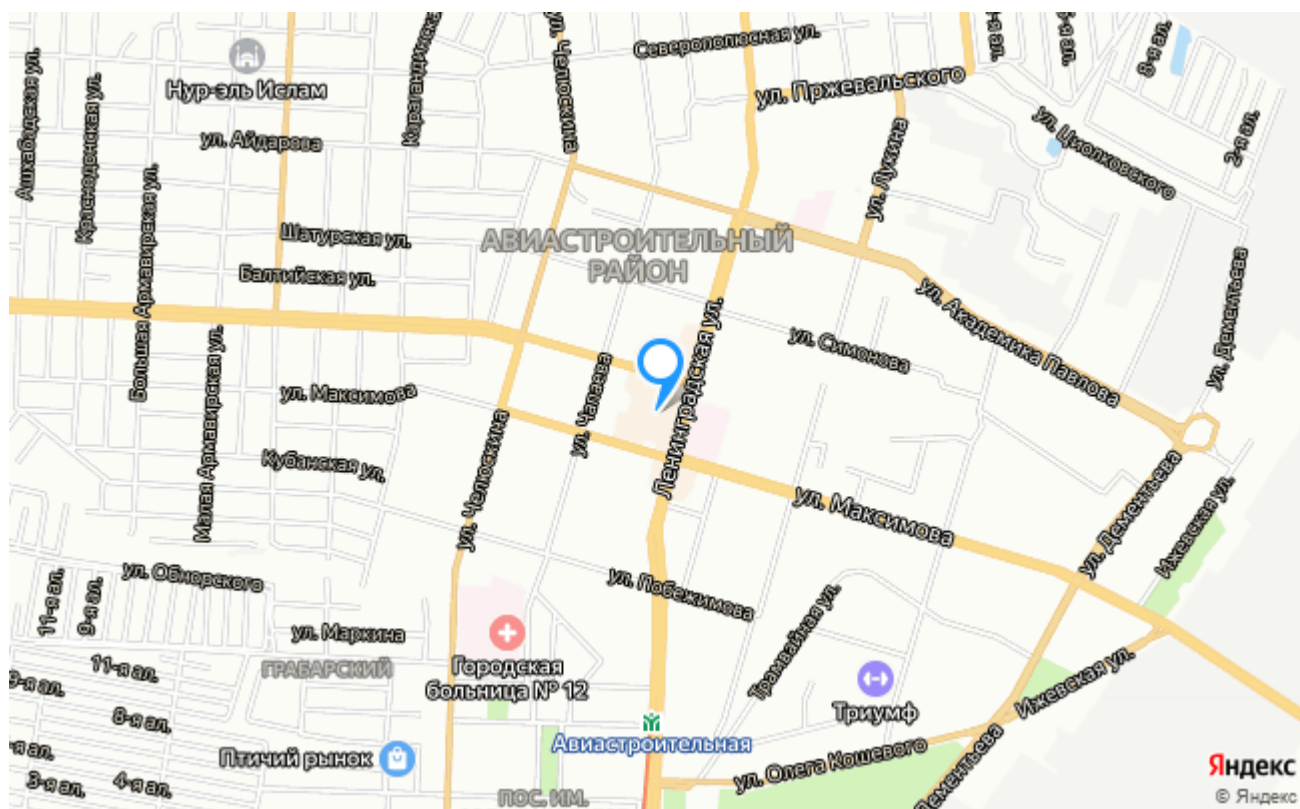 Северополюсная ул.
8-я ал.
Нур-эль Ислам
ул. Пржевальского
ул. Челюскина
Ашхабадская ул.
Краснодонская ул.
ул. Айдарова
ул. Лухина
ул. Циолковского
2-я ал.
Большая Армавирская ул.
Шатурская ул.
АВИАСТРОИТЕЛЬНЫЙ
РАЙОН
Балтийская ул.
ул. Академика Павлова
ул. Дементьева
Ленинградская ул.
ул. Симонова
Малая Армавирская ул.
ул. Максимова
ул. Чапаева
Кубанская ул.
ул. Челюскина
ул. Максимова
ул. Дементьева
Ижевская ул.
ул. Обнорского
ул. Побежимова
11-я ал.
9-я ал.
ул. Маркина
Трамвайная ул.
11-я ал.
ГРАБАРСКИЙ
Городская
больница № 12
Ижевская ул.
8-я ал.
Триумф
Авиастроительная
Птичий рынок
ул. Олега Кошевого
3-я ал.
4-я ал.
ПОС. ИМ.
Дементьева
Яндекс
© Яндекс